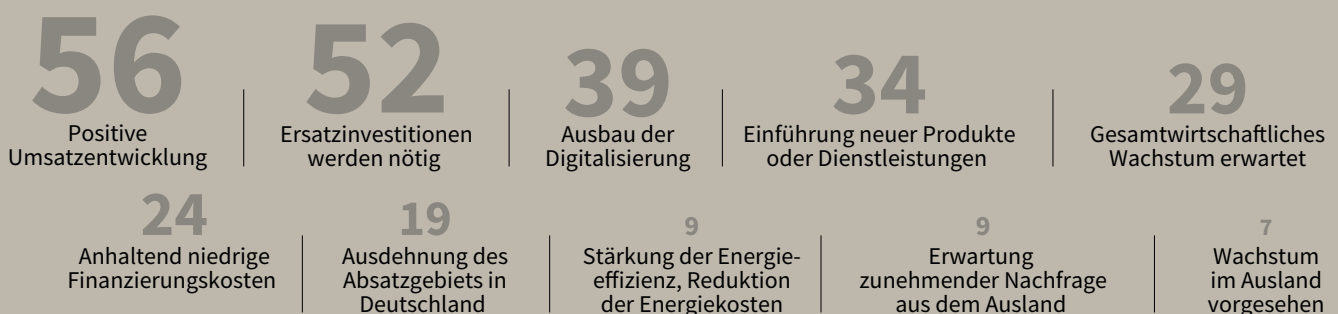 56
Positive
Umsatzentwicklung
52
Ersatzinvestitionen
werden nötig
39
Ausbau der
Digitalisierung
34
Einführung neuer Produkte
oder Dienstleistungen
29
Gesamtwirtschaftliches
Wachstum erwartet
24
Anhaltend niedrige
Finanzierungskosten
19
Ausdehnung des
Absatzgebiets in
Deutschland
9
Stärkung der Energie-
effizienz, Reduktion
der Energiekosten
9
Erwartung
zunehmender Nachfrage
aus dem Ausland
7
Wachstum
im Ausland
vorgesehen